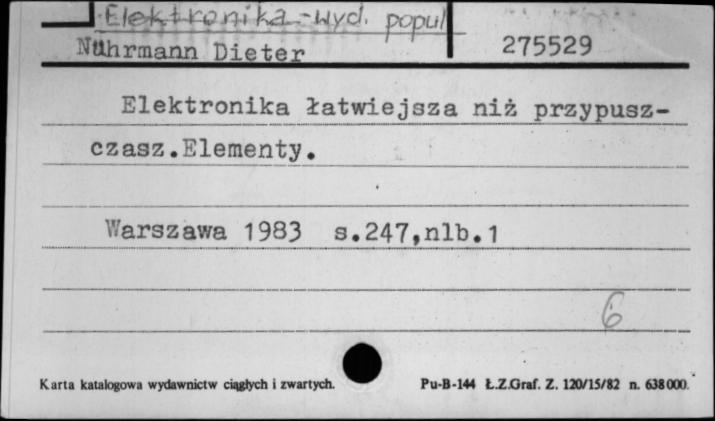 Elektronika - wyd. popul
Nuhrmann Dieter 275529
Elektronika łatwiejsza niż przypusz-
czasz.Elementy.
Warszawa 1983 s.247,nlb.1
6
Karta katalogowa wydawnictw ciągłych i zwartych. Pu-B-144 Ł.Z.Graf. Z. 120/15/82 n. 638000.